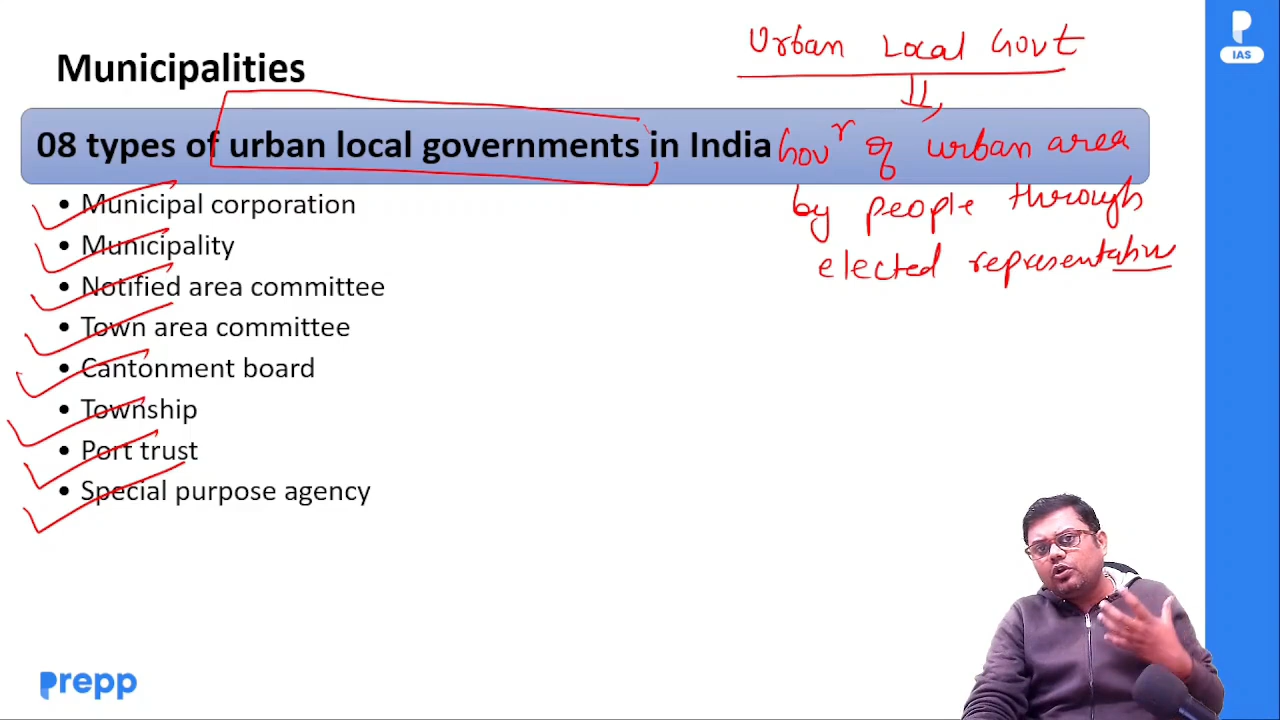 Urban Local Govt
IAS
Municipalities
08 types of urban local governments in India
Govr of urban area
by people through
elected representative
• Municipal corporation
• Municipality
• Notified area committee
• Town area committee
• Cantonment board
• Township
• Port trust
• Special purpose agency
prepp